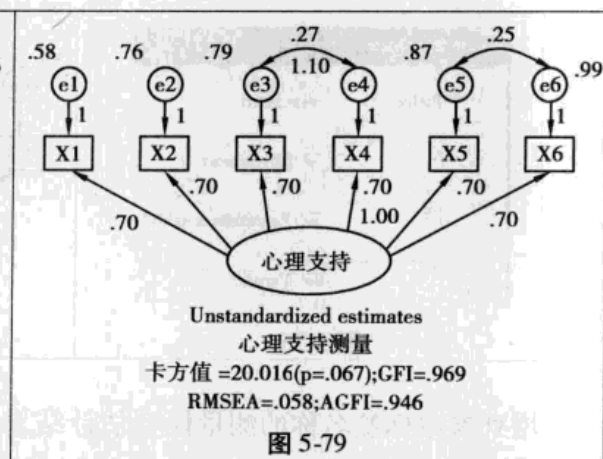 .58 .76 .79 .27 .87 .25 .99
e1 e2 e3 1.10 e4 e5 e6
1 1 1 1 1 1
X1 X2 X3 X4 X5 X6
.70 .70 .70 .70 .70 .70
1.00
心理支持
Unstandardized estimates
心理支持测量
卡方值=20.016(p=.067);GFI=.969
RMSEA=.058;AGFI=.946
图 5-79